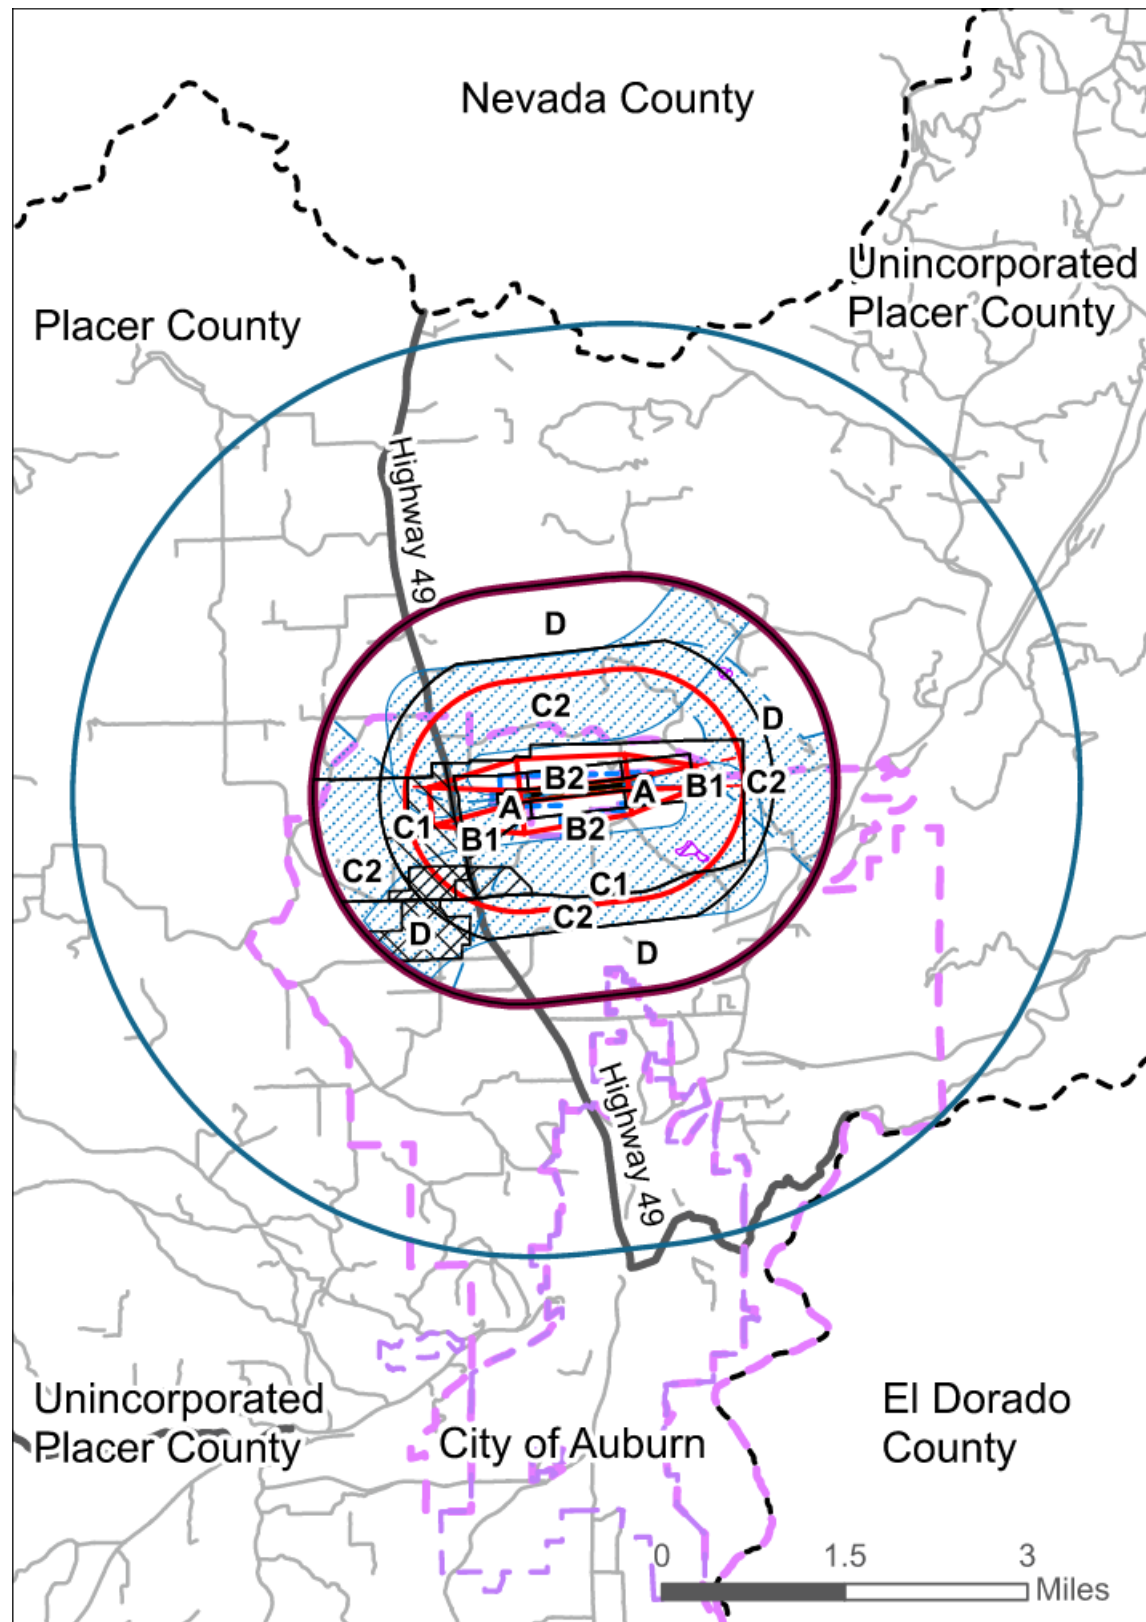 Nevada County
Unincorporated
Placer County
Placer County
Highway 49
D
C2
D
B2
A
B1
C2
A
C1
B1
B2
C2
C1
C2
D
D
Highway 49
Unincorporated
Placer County
El Dorado
County
City of Auburn
0 1.5 3
Miles